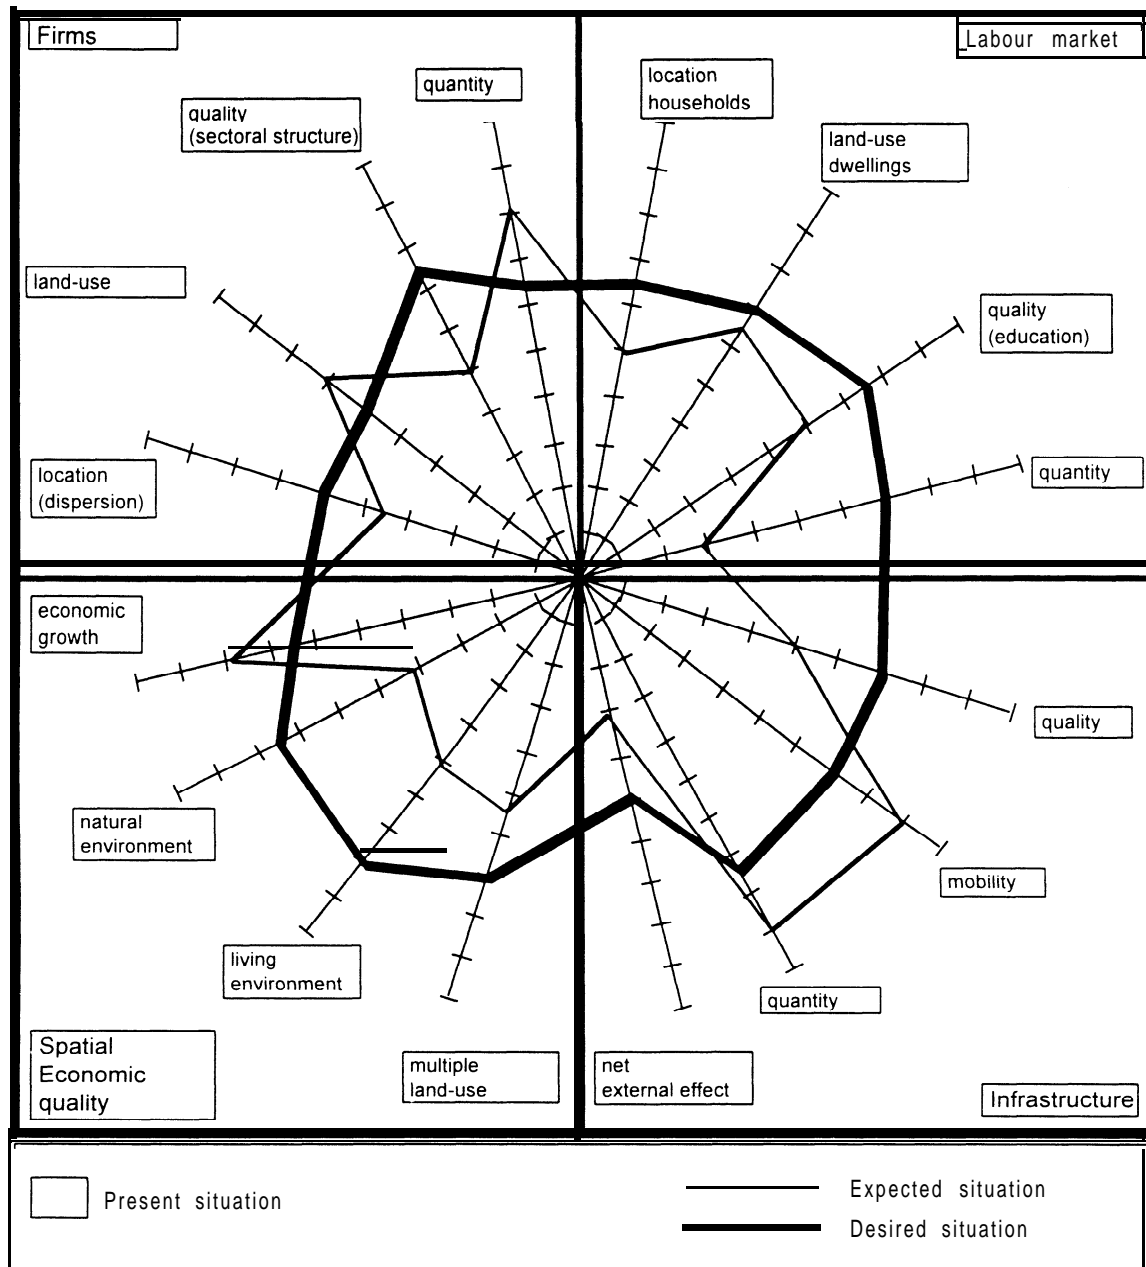 Firms
Labour market
quantity
location
households
quality
(sectoral structure)
land-use
dwellings
land-use
quality
(education)
location
(dispersion)
quantity
economic
growth
quality
natural
environment
mobility
living
environment
quantity
Spatial
Economic
quality
multiple
land-use
net
external effect
Infrastructure
Present situation
Expected situation
Desired situation